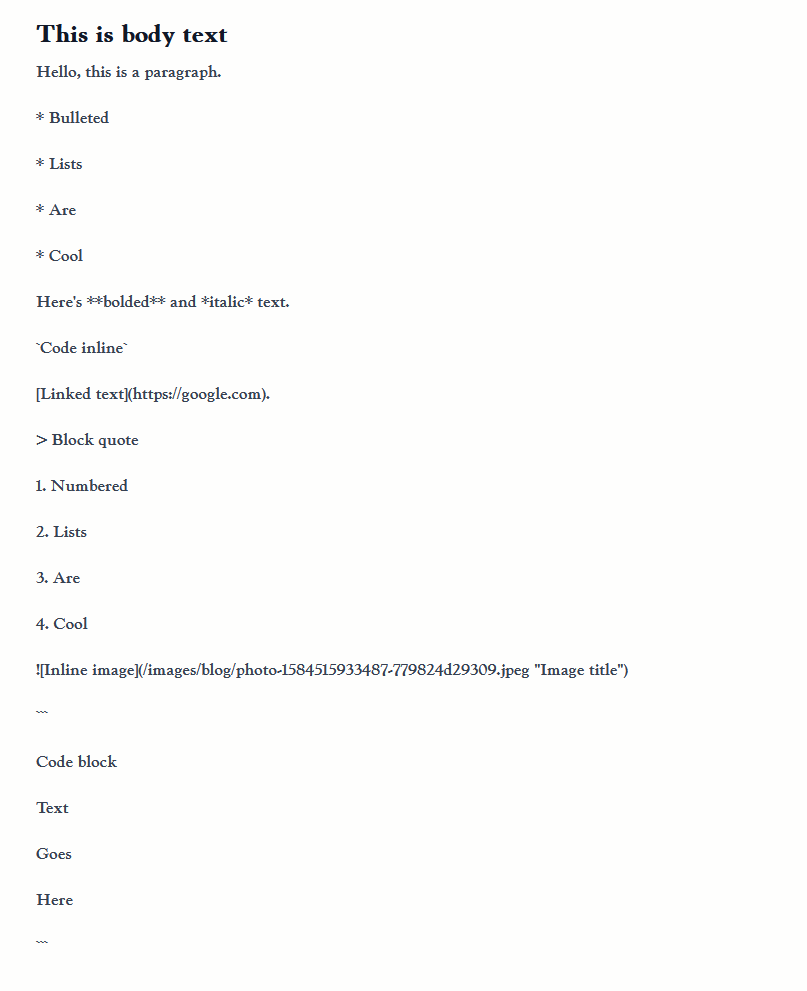 This is body text
Hello, this is a paragraph.
* Bulleted
* Lists
* Are
* Cool
Here's **bolded** and *italic* text.
`Code inline`
[Linked text](https://google.com).
> Block quote
1. Numbered
2. Lists
3. Are
4. Cool
![Inline image](/images/blog/photo-1584515933487-779824d29309.jpeg "Image title")
```
Code block
Text
Goes
Here
```